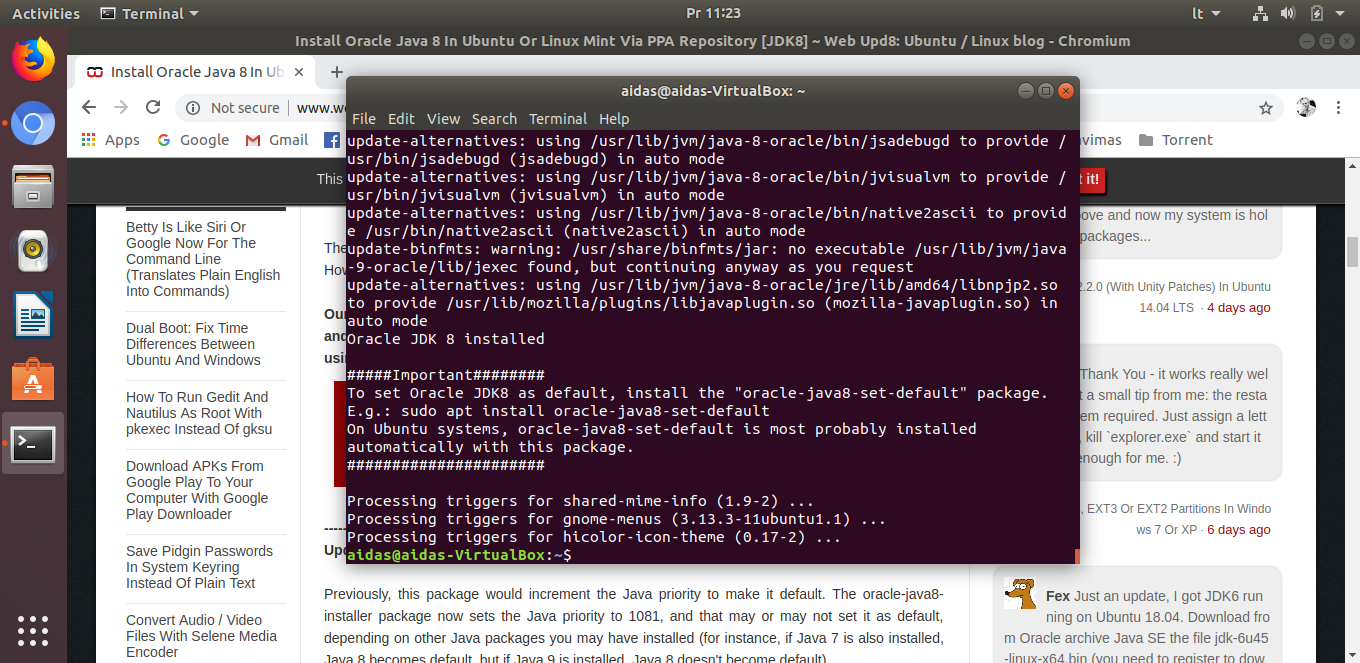 Activities
Terminal
Pr 11:23
lt
Install Oracle Java 8 In Ubuntu Or Linux Mint Via PPA Repository [JDK8] ~ Web Upd8: Ubuntu / Linux blog - Chromium
Install Oracle Java 8 In Ub
Not secure
www.w
Apps
Google
Gmail
avimas
Torrent
This
t it!
Betty Is Like Siri Or
Google Now For The
Command Line
(Translates Plain English
Into Commands)
Dual Boot: Fix Time
Differences Between
Ubuntu And Windows
How To Run Gedit And
Nautilus As Root With
pkexec Instead Of gksu
Download APKs From
Google Play To Your
Computer With Google
Play Downloader
Save Pidgin Passwords
In System Keyring
Instead Of Plain Text
Convert Audio / Video
Files With Selene Media
Encoder
The
How
Our
and
usin
-----
Upd
Previously, this package would increment the Java priority to make it default. The oracle-java8-
installer package now sets the Java priority to 1081, and that may or may not set it as default,
depending on other Java packages you may have installed (for instance, if Java 7 is also installed,
Java 8 becomes default, but if Java 9 is installed, Java 8 doesn't become default).
aidas@aidas-VirtualBox: ~
File Edit View Search Terminal Help
update-alternatives: using /usr/lib/jvm/java-8-oracle/bin/jsadebugd to provide /
usr/bin/jsadebugd (jsadebugd) in auto mode
update-alternatives: using /usr/lib/jvm/java-8-oracle/bin/jvisualvm to provide /
usr/bin/jvisualvm (jvisualvm) in auto mode
update-alternatives: using /usr/lib/jvm/java-8-oracle/bin/native2ascii to provid
e /usr/bin/native2ascii (native2ascii) in auto mode
update-binfmts: warning: /usr/share/binfmts/jar: no executable /usr/lib/jvm/java
-9-oracle/lib/jexec found, but continuing anyway as you request
update-alternatives: using /usr/lib/jvm/java-8-oracle/jre/lib/amd64/libnpjp2.so
to provide /usr/lib/mozilla/plugins/libjavaplugin.so (mozilla-javaplugin.so) in
auto mode
Oracle JDK 8 installed
#####Important########
To set Oracle JDK8 as default, install the "oracle-java8-set-default" package.
E.g.: sudo apt install oracle-java8-set-default
On Ubuntu systems, oracle-java8-set-default is most probably installed
automatically with this package.
######################
Processing triggers for shared-mime-info (1.9-2) ...
Processing triggers for gnome-menus (3.13.3-11ubuntu1.1) ...
Processing triggers for hicolor-icon-theme (0.17-2) ...
aidas@aidas-VirtualBox:~$
ove and now my system is hol
packages...
2.2.0 (With Unity Patches) In Ubuntu
14.04 LTS · 4 days ago
Thank You - it works really wel
t a small tip from me: the resta
em required. Just assign a lett
, kill `explorer.exe` and start it
enough for me. :)
, EXT3 Or EXT2 Partitions In Windo
ws 7 Or XP · 6 days ago
Fex Just an update, I got JDK6 run
ning on Ubuntu 18.04. Download fro
m Oracle archive Java SE the file jdk-6u45
-linux-x64.bin (you need to register to dow